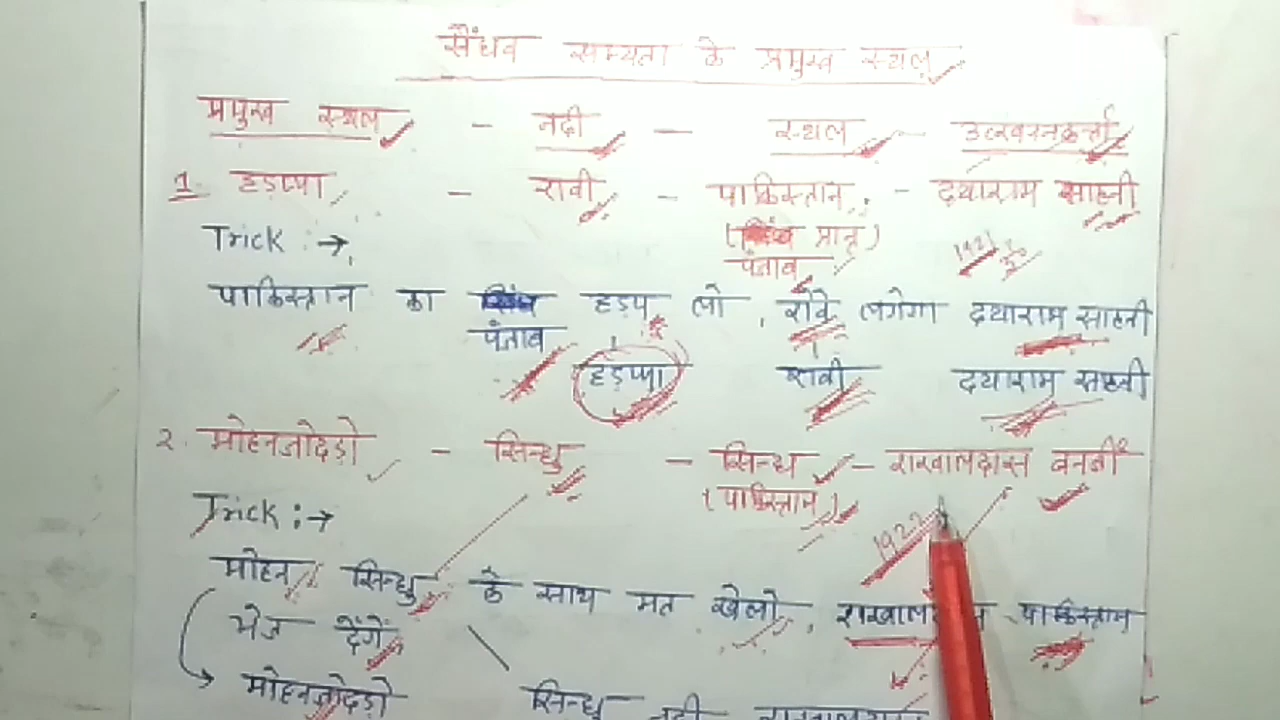 सैंधव सभ्यता के प्रमुख स्थल
प्रमुख स्थल - नदी - स्थल - उत्खननकर्त्ता
1. हड़प्पा - रावी - पाकिस्तान - दयाराम साहनी
Trick :→ ( प्रान्त) 1921
पंजाब
पाकिस्तान का हड़प लो , रोने लगेगा दयाराम साहनी
पंजाब
हड़प्पा रावी दयाराम साहनी
२. मोहनजोदड़ो - सिन्धु - सिन्ध - राखालदास बनर्जी
(पाकिस्तान) 1922
Trick :→
मोहन सिन्धु के साथ मत खेलो, पाकिस्तान
भेज देंगें
मोहनजोदड़ो सिन्धु नदी